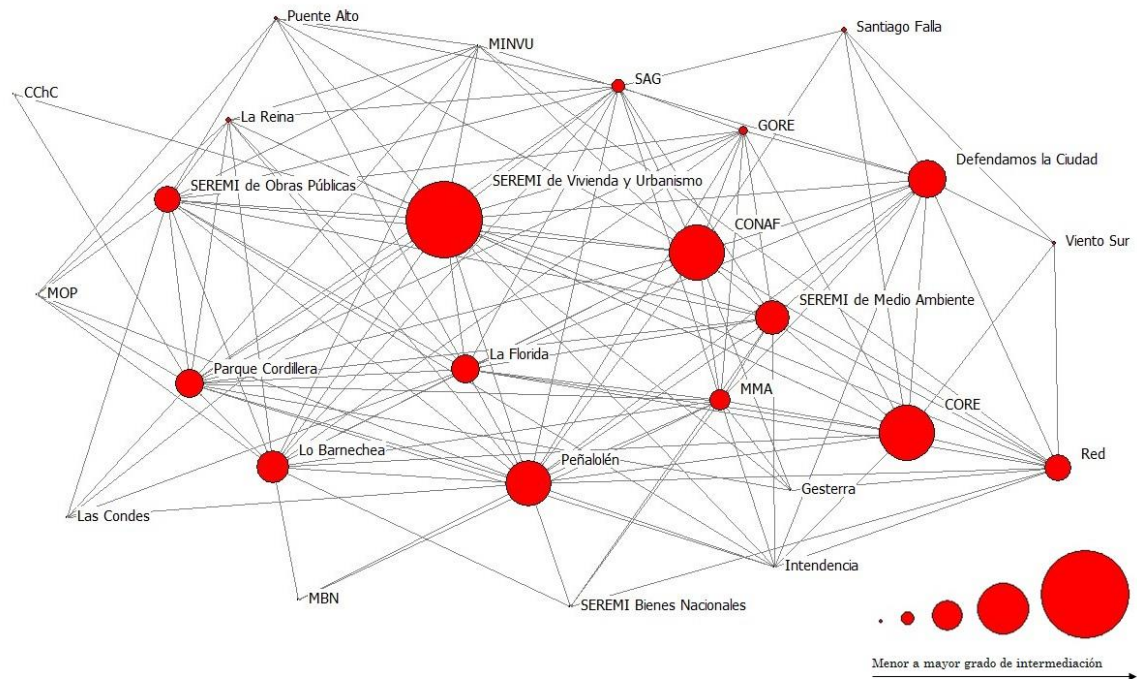 Puente Alto
Santiago Falla
MINVU
SAG
CChC
La Reina
GORE
Defendamos la Ciudad
SEREMI de Obras Públicas
SEREMI de Vivienda y Urbanismo
CONAF
Viento Sur
MOP
SEREMI de Medio Ambiente
La Florida
Parque Cordillera
MMA
CORE
Lo Barnechea
Peñalolén
Red
Gesterra
Las Condes
Intendencia
MBN
SEREMI Bienes Nacionales
Menor a mayor grado de intermediación